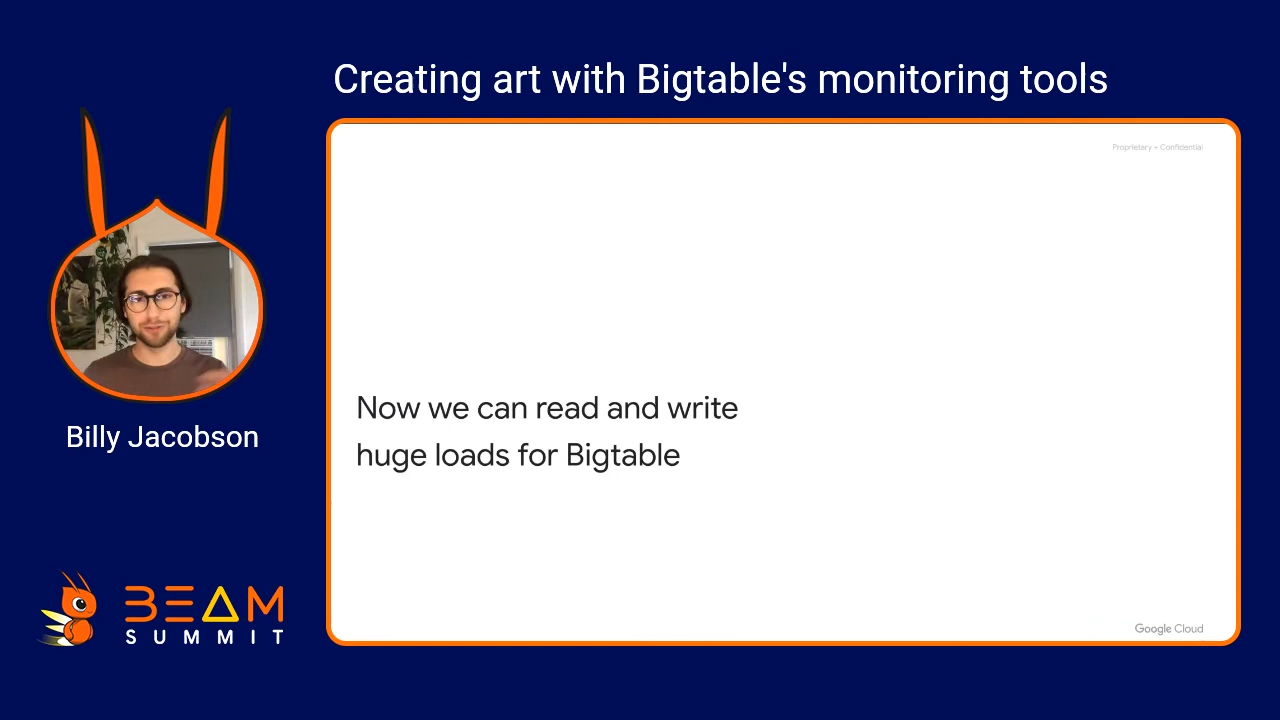 Creating art with Bigtable's monitoring tools
Proprietary + Confidential
Now we can read and write
huge loads for Bigtable
Billy Jacobson
BEAM
SUMMIT
Google Cloud